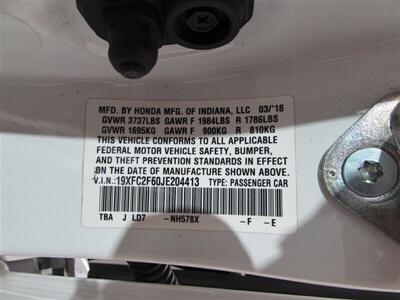 MFD. BY HONDA MFG. OF INDIANA, LLC 03/'18
GVWR 3737LBS GAWR F 1984LBS R 1786LBS
GVWR 1695KG GAWR F 900KG R 810KG
THIS VEHICLE CONFORMS TO ALL APPLICABLE
FEDERAL MOTOR VEHICLE SAFETY, BUMPER,
AND THEFT PREVENTION STANDARDS IN EFFECT
ON THE DATE OF MANUFACTURE SHOWN ABOVE.
V.I.N.: 19XFC2F60JE204413 TYPE: PASSENGER CAR
TBA J LD7 -NH578X -F -E